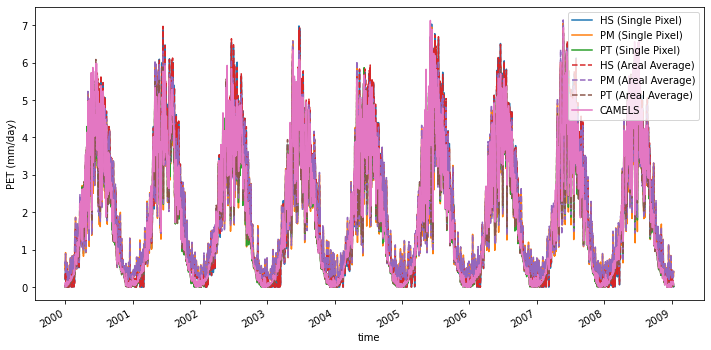 7
6
5
4
3
2
1
0
PET (mm/day)
HS (Single Pixel)
PM (Single Pixel)
PT (Single Pixel)
HS (Areal Average)
PM (Areal Average)
PT (Areal Average)
CAMELS
2000
2001
2002
2003
2004
2005
2006
2007
2008
2009
time